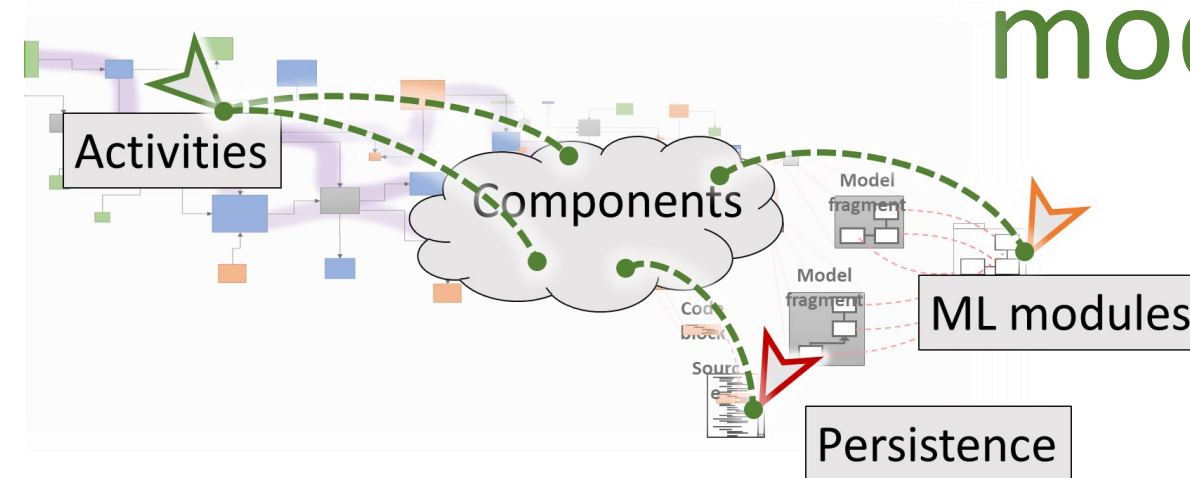 mod
Activities
Components
Model
fragment
Model
fragment
ML modules
Code
block
Sourc
e
Persistence